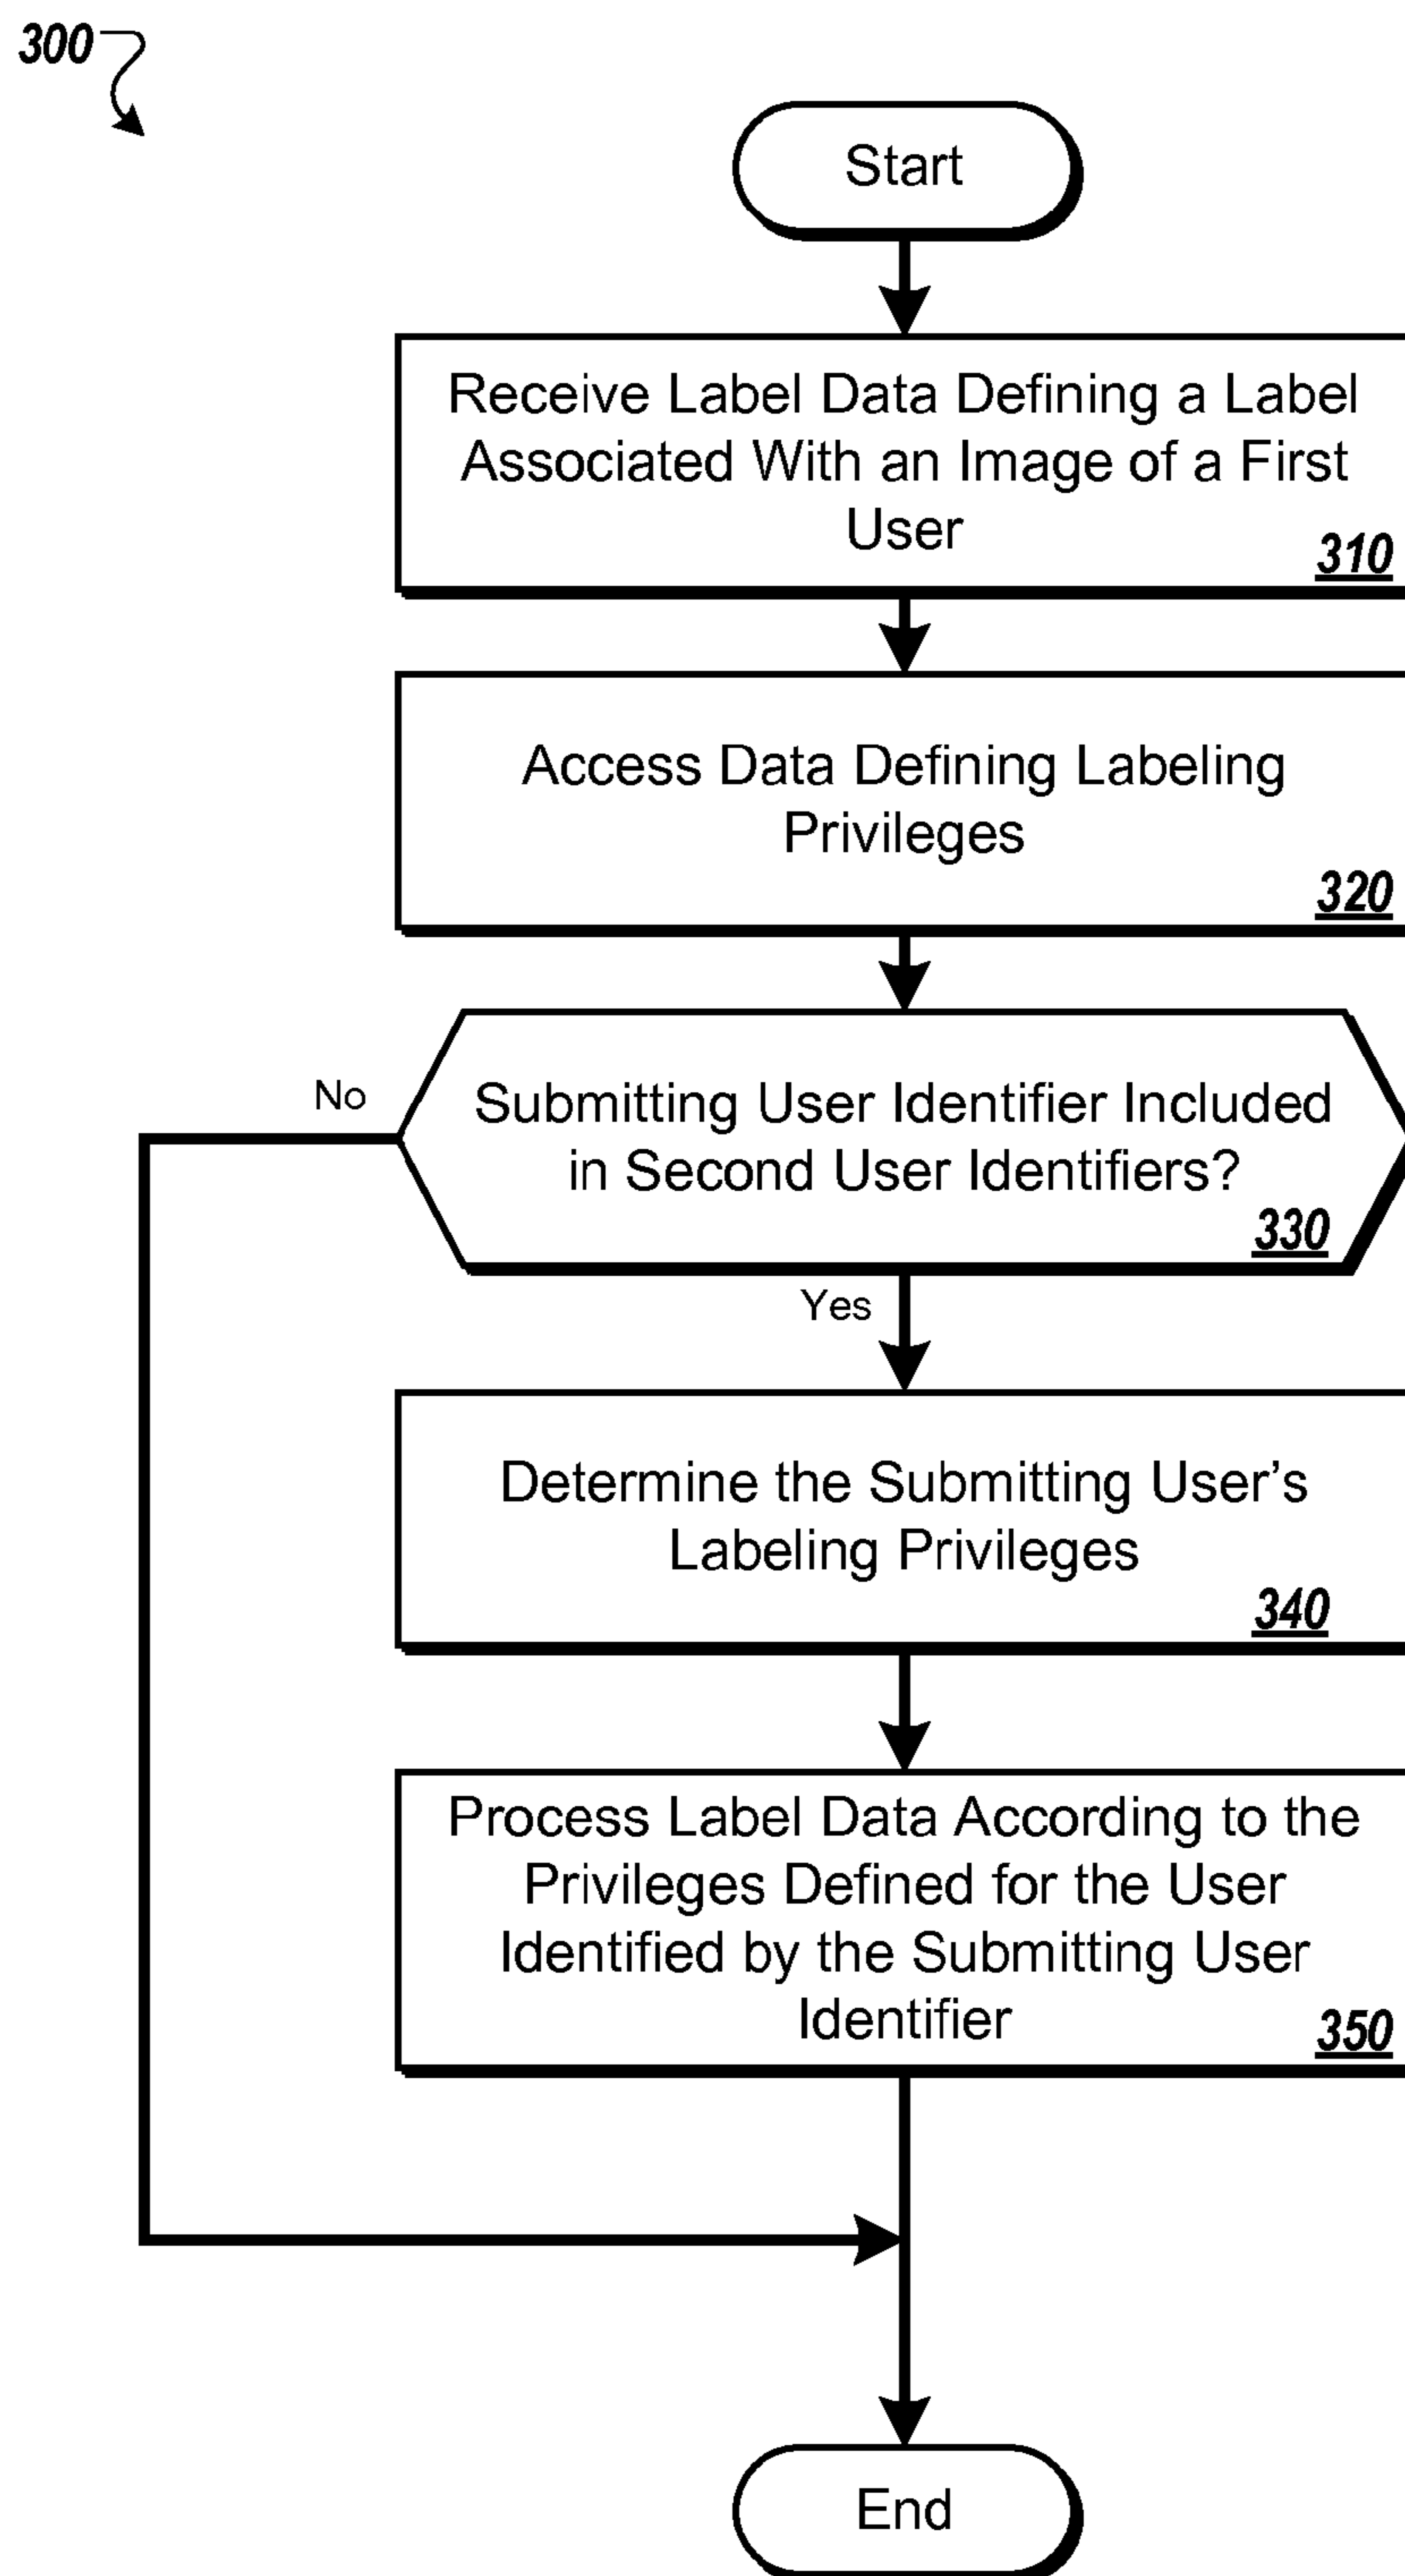 300
Start
Receive Label Data Defining a Label
Associated With an Image of a First
User
310
Access Data Defining Labeling
Privileges
320
No
Submitting User Identifier Included
in Second User Identifiers?
330
Yes
Determine the Submitting User's
Labeling Privileges
340
Process Label Data According to the
Privileges Defined for the User
Identified by the Submitting User
Identifier
350
End